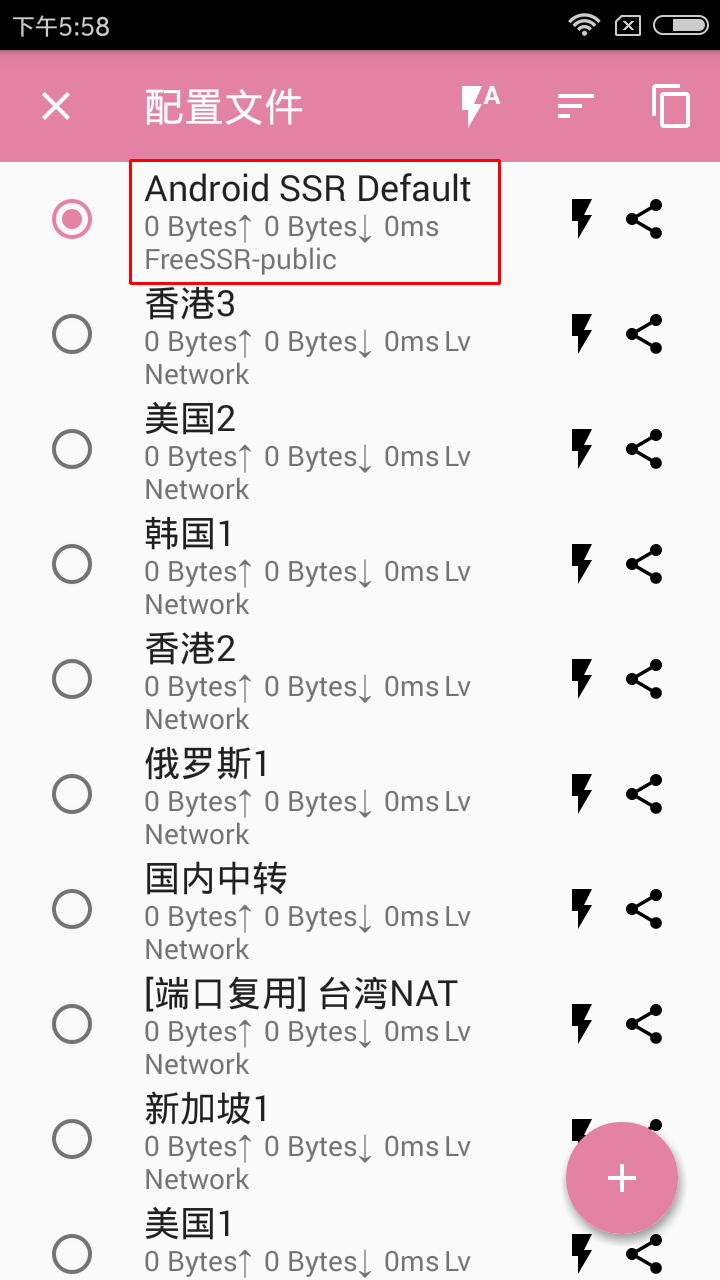 下午5:58
配置文件
A
Android SSR Default
0 Bytes↑ 0 Bytes↓ 0ms
FreeSSR-public
香港3
0 Bytes↑ 0 Bytes↓ 0ms Lv
Network
美国2
0 Bytes↑ 0 Bytes↓ 0ms Lv
Network
韩国1
0 Bytes↑ 0 Bytes↓ 0ms Lv
Network
香港2
0 Bytes↑ 0 Bytes↓ 0ms Lv
Network
俄罗斯1
0 Bytes↑ 0 Bytes↓ 0ms Lv
Network
国内中转
0 Bytes↑ 0 Bytes↓ 0ms Lv
Network
[端口复用] 台湾NAT
0 Bytes↑ 0 Bytes↓ 0ms Lv
Network
新加坡1
0 Bytes↑ 0 Bytes↓ 0ms Lv
Network
美国1
0 Bytes↑ 0 Bytes↓ 0ms Lv